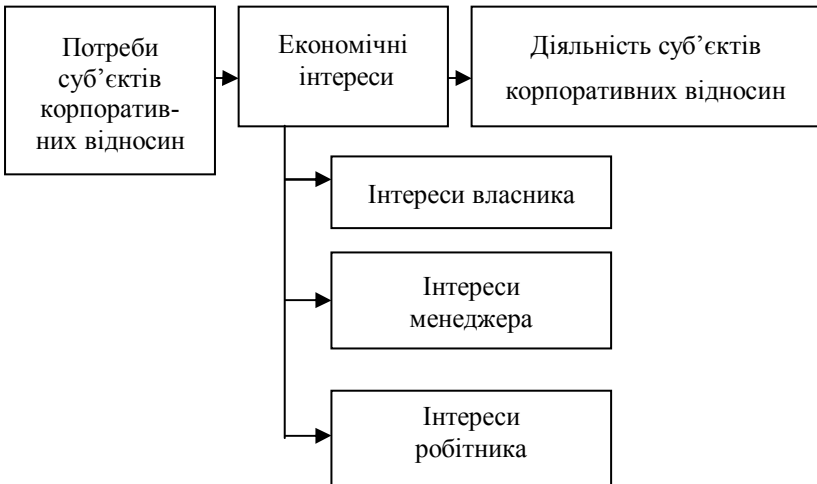 Потреби
суб’єктів
корпоратив-
них відносин
Економічні
інтереси
Діяльність суб’єктів
корпоративних відносин
Інтереси власника
Інтереси
менеджера
Інтереси
робітника